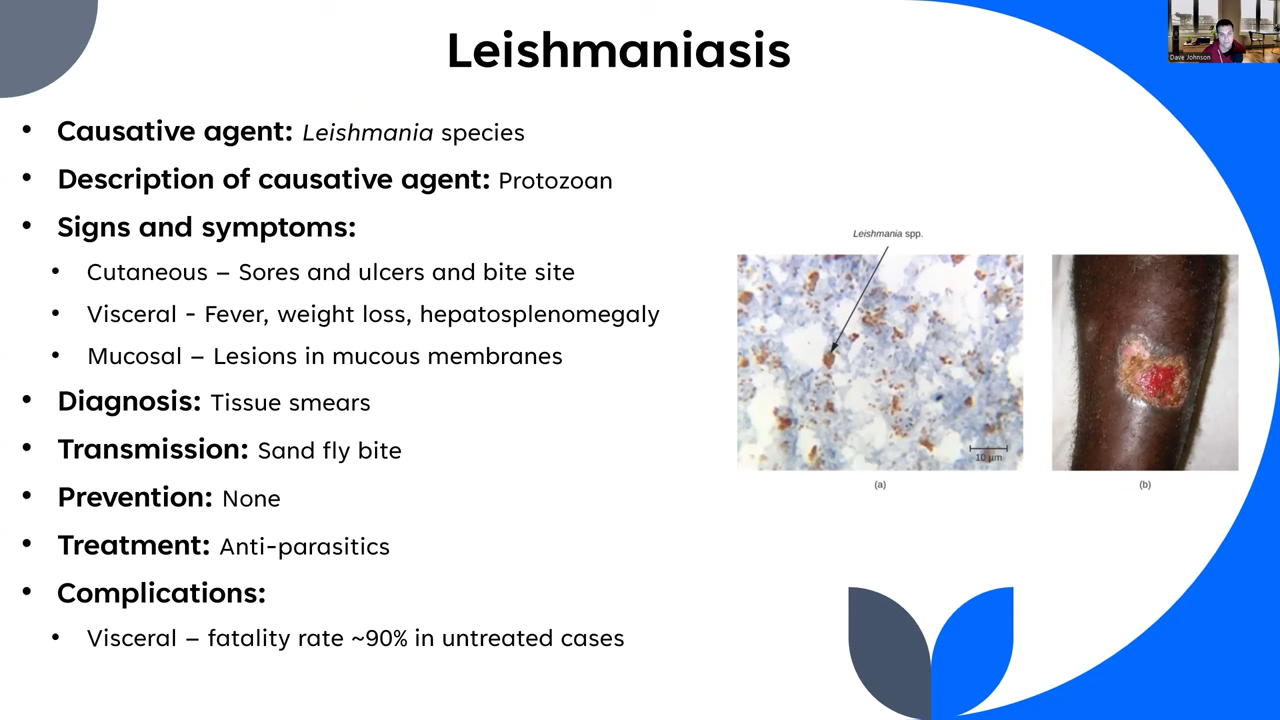 Leishmaniasis
Dave Johnson
• Causative agent: Leishmania species
• Description of causative agent: Protozoan
• Signs and symptoms:
• Cutaneous – Sores and ulcers and bite site
• Visceral - Fever, weight loss, hepatosplenomegaly
• Mucosal – Lesions in mucous membranes
• Diagnosis: Tissue smears
• Transmission: Sand fly bite
• Prevention: None
• Treatment: Anti-parasitics
• Complications:
• Visceral – fatality rate ~90% in untreated cases
Leishmania spp.
10 µm
(a)
(b)